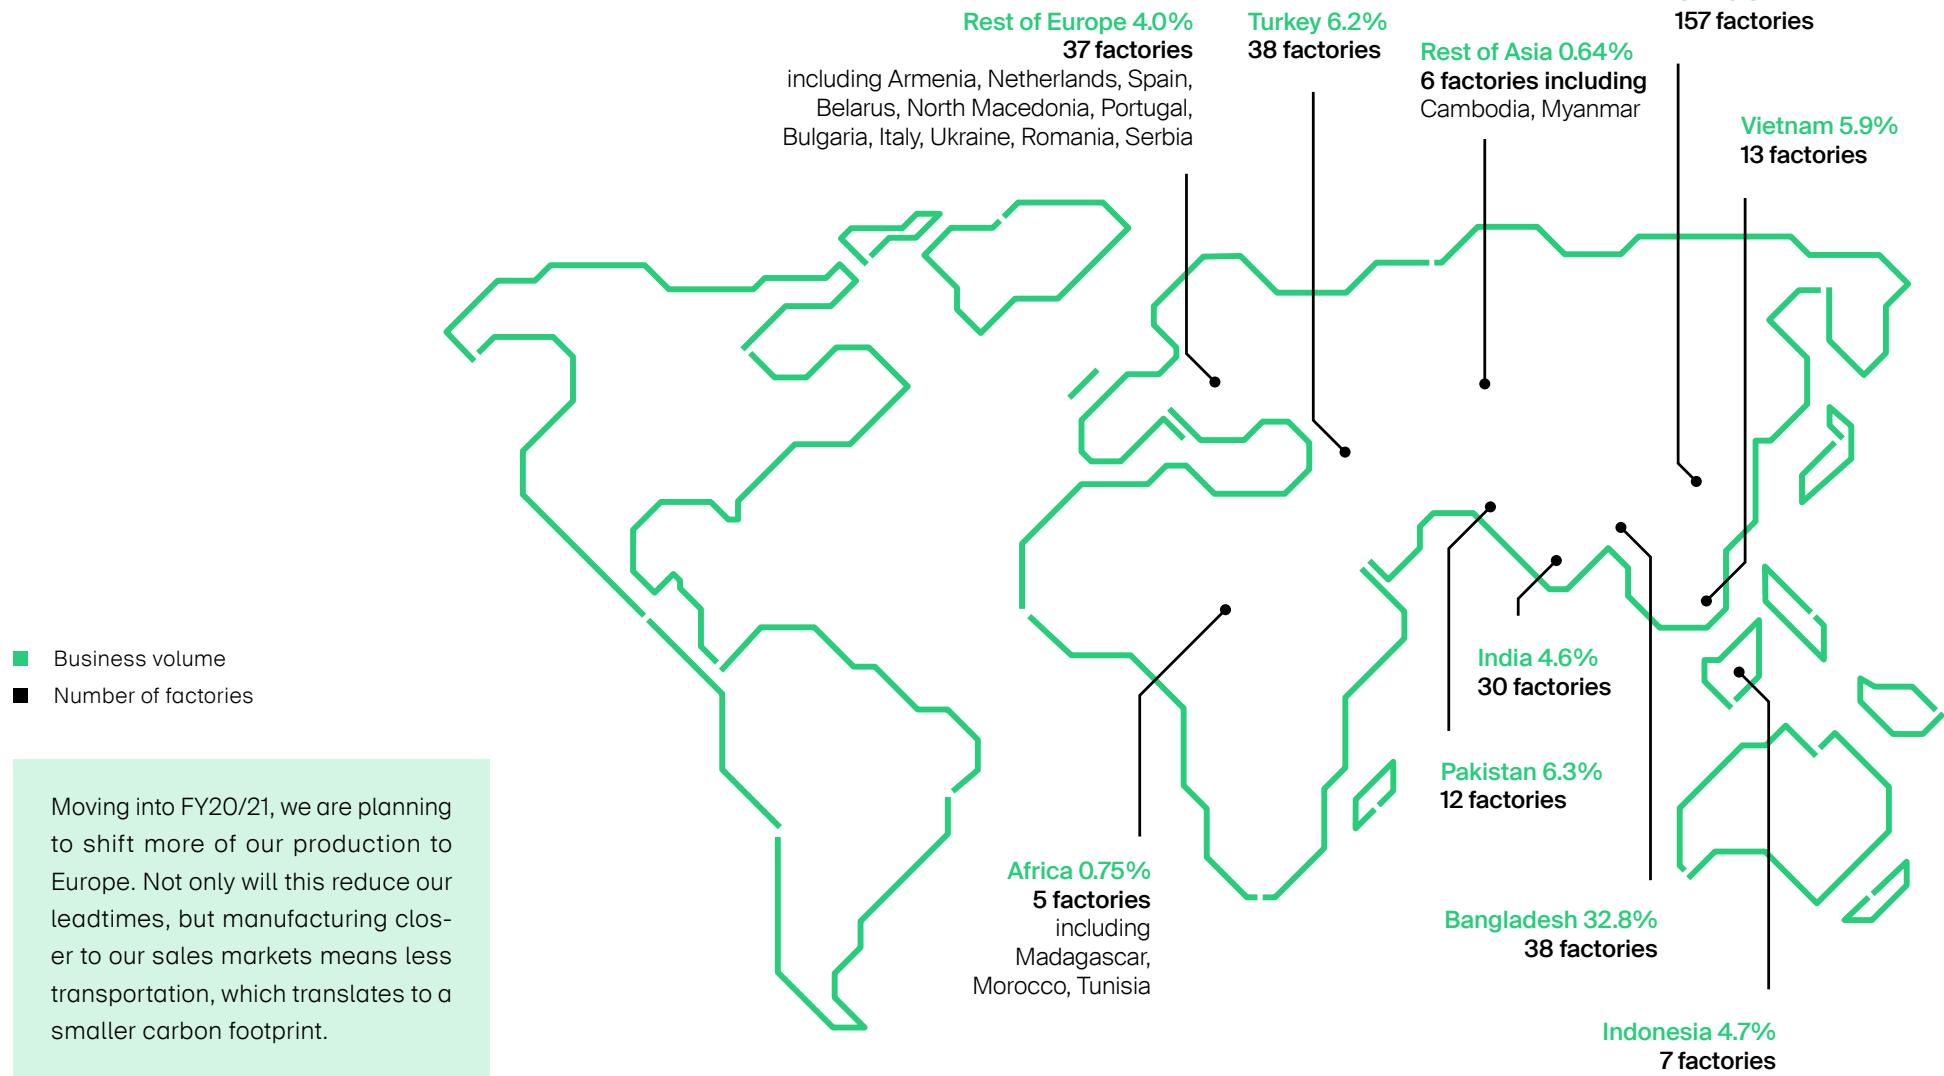 Rest of Europe 4.0%
37 factories
including Armenia, Netherlands, Spain,
Belarus, North Macedonia, Portugal,
Bulgaria, Italy, Ukraine, Romania, Serbia
Turkey 6.2%
38 factories
Rest of Asia 0.64%
6 factories including
Cambodia, Myanmar
157 factories
Vietnam 5.9%
13 factories
Business volume
Number of factories
Moving into FY20/21, we are planning
to shift more of our production to
Europe. Not only will this reduce our
leadtimes, but manufacturing clos-
er to our sales markets means less
transportation, which translates to a
smaller carbon footprint.
India 4.6%
30 factories
Pakistan 6.3%
12 factories
Africa 0.75%
5 factories
including
Madagascar,
Morocco, Tunisia
Bangladesh 32.8%
38 factories
Indonesia 4.7%
7 factories